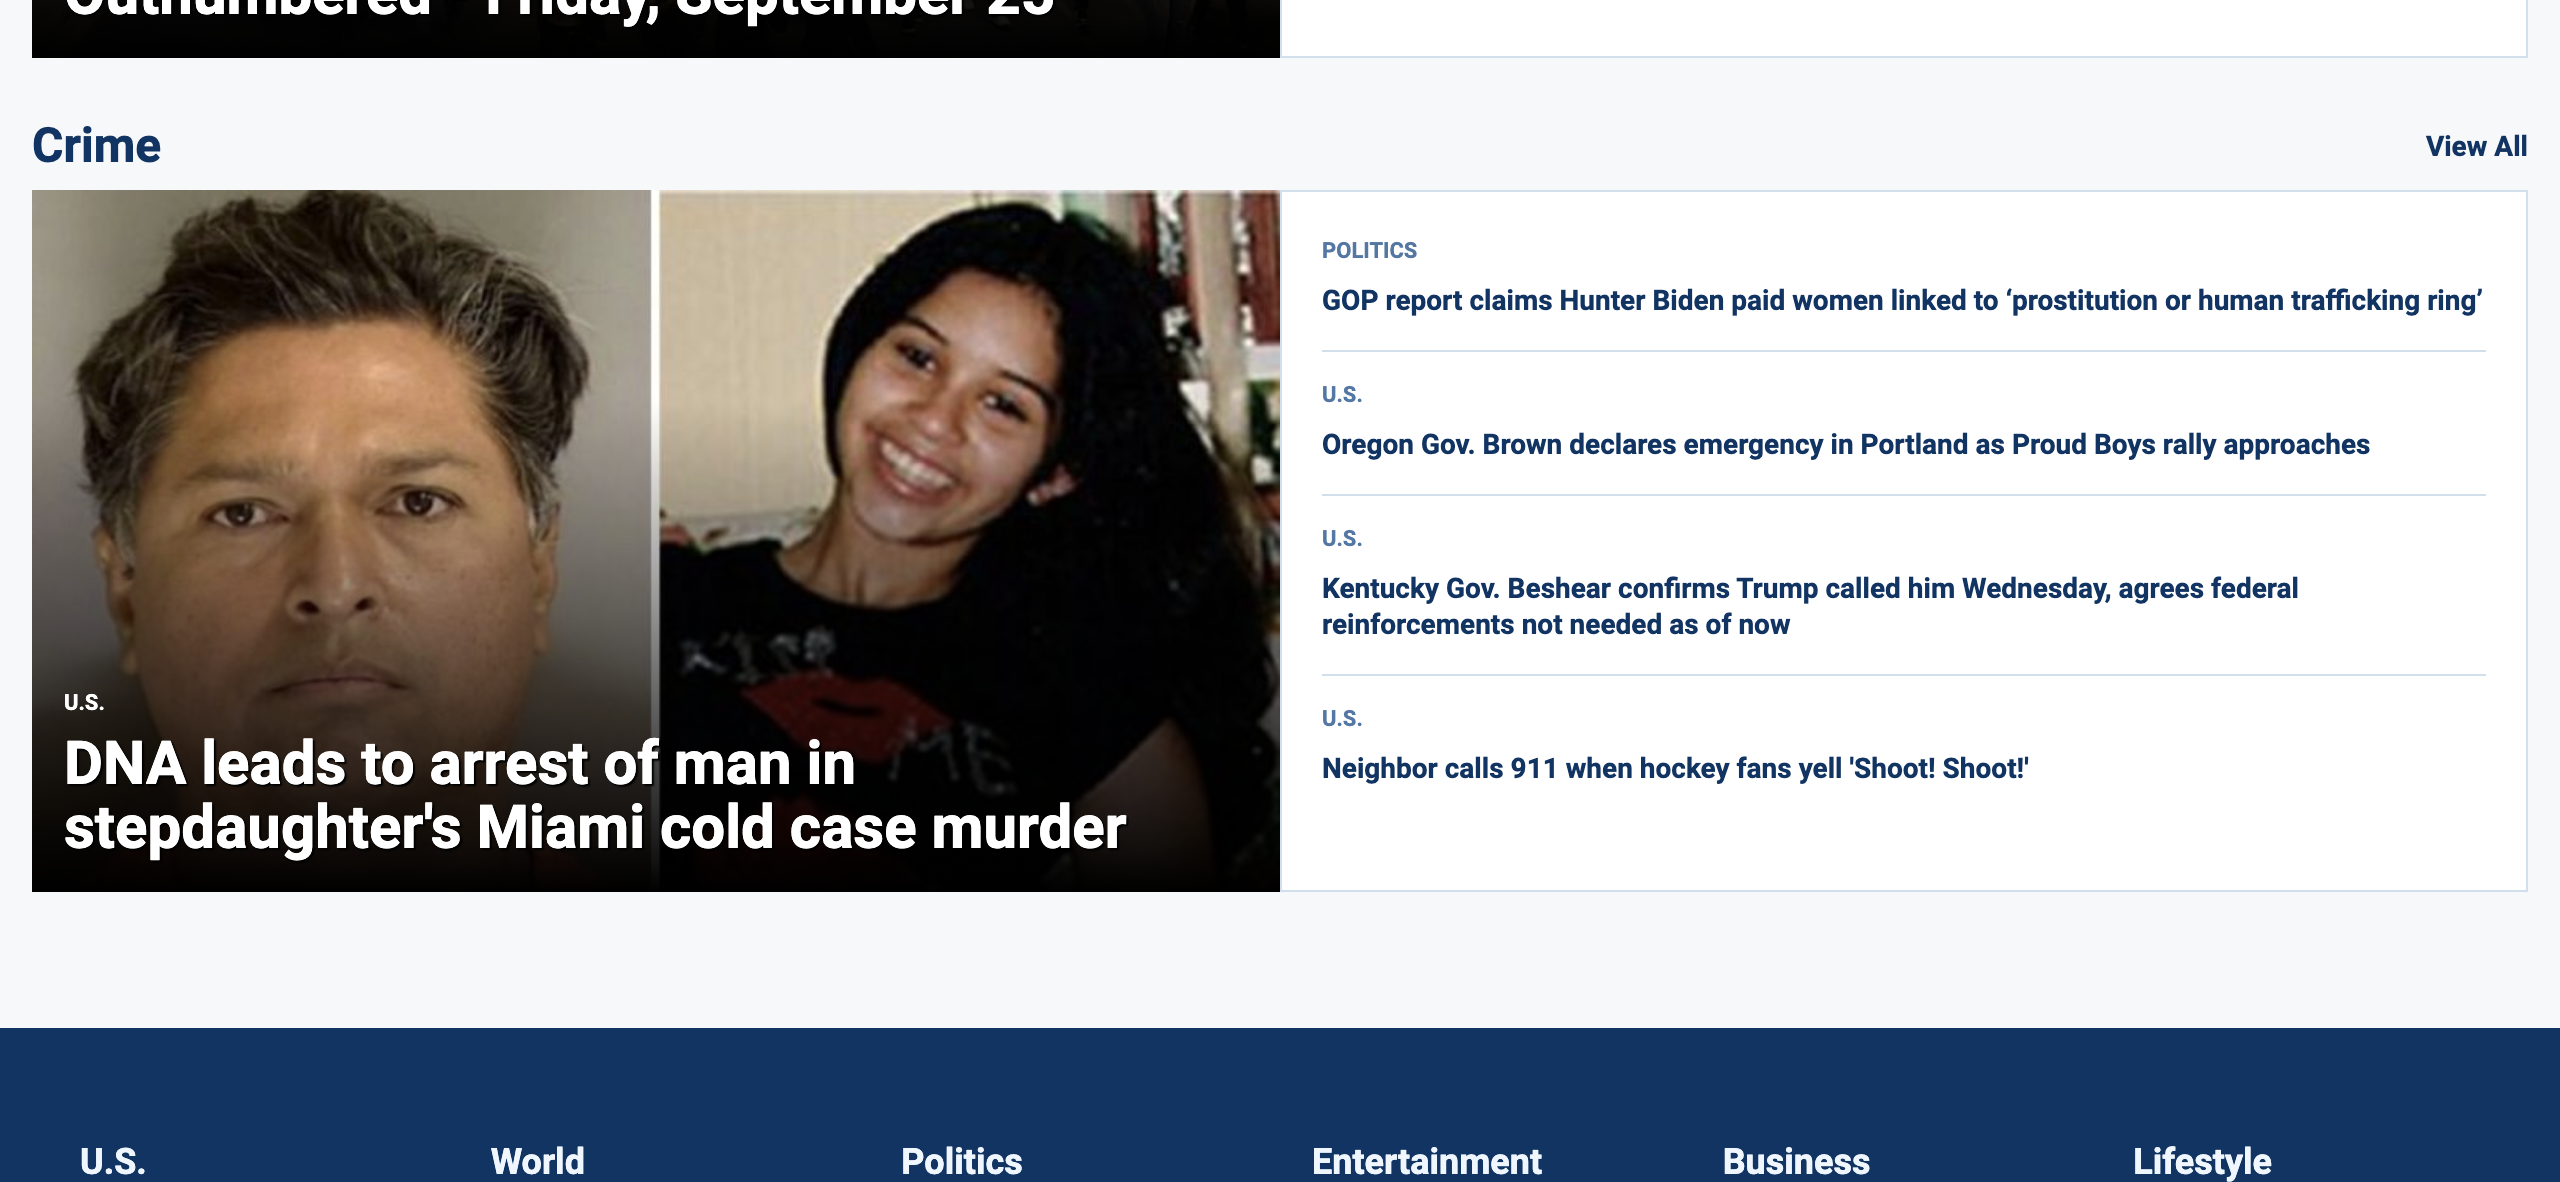 Outnumbered - Friday, September 25
Crime
View All
U.S.
DNA leads to arrest of man in
stepdaughter's Miami cold case murder
POLITICS
GOP report claims Hunter Biden paid women linked to ‘prostitution or human trafficking ring’
U.S.
Oregon Gov. Brown declares emergency in Portland as Proud Boys rally approaches
U.S.
Kentucky Gov. Beshear confirms Trump called him Wednesday, agrees federal
reinforcements not needed as of now
U.S.
Neighbor calls 911 when hockey fans yell 'Shoot! Shoot!'
U.S.
World
Politics
Entertainment
Business
Lifestyle